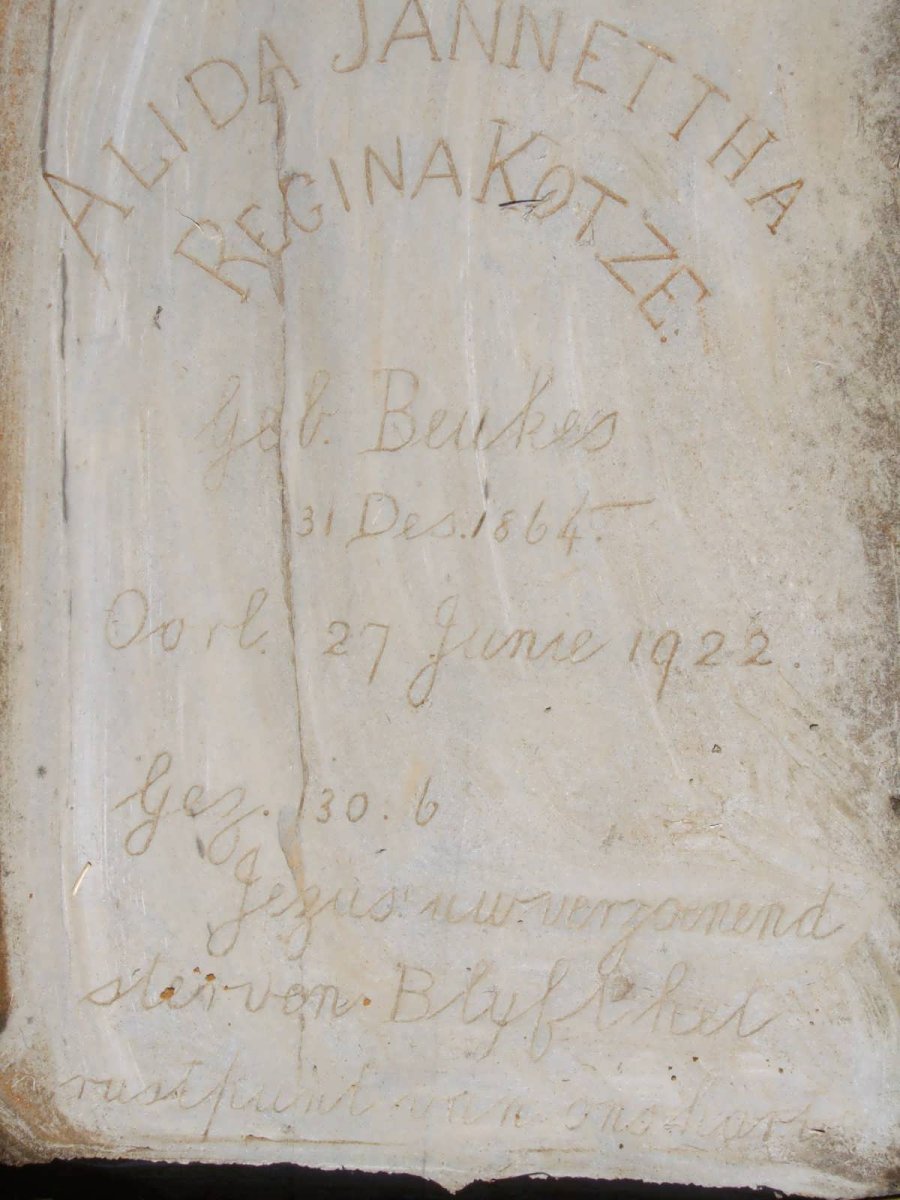 ALIDA JANNETTHA
REGINA KOTZE.
Geb. Beukes
31 Des. 1864.
Oorl. 27 Junie 1922.
Gez. 130. 6
Jezus uw verzoenend
sterven Blyft het
rustpunt van ons hart